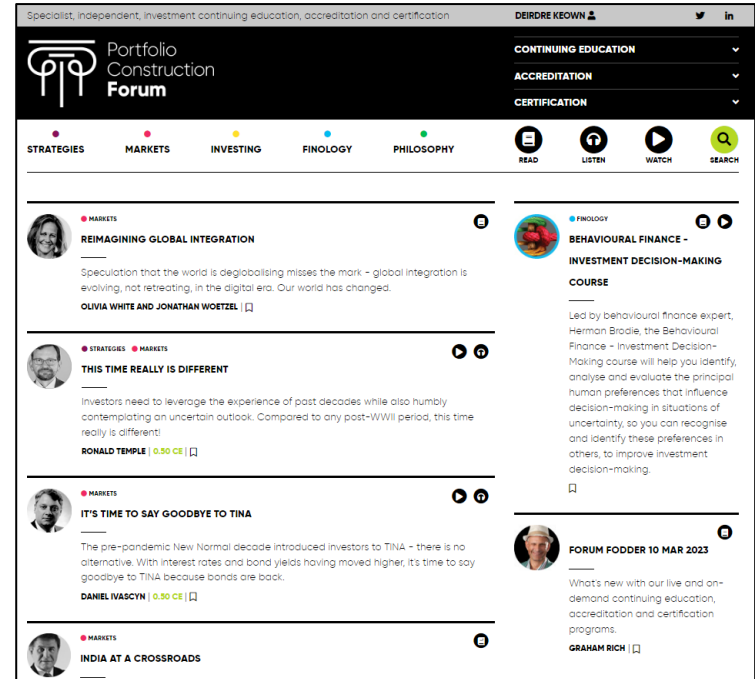 Specialist, independent, investment continuing education, accreditation and certification
DEIRDRE KEOWN
in
Portfolio
Construction
Forum
CONTINUING EDUCATION
ACCREDITATION
CERTIFICATION
STRATEGIES
MARKETS
INVESTING
FINOLOGY
PHILOSOPHY
READ
LISTEN
WATCH
SEARCH
MARKETS
REIMAGINING GLOBAL INTEGRATION
Speculation that the world is deglobalising misses the mark - global integration is
evolving, not retreating, in the digital era. Our world has changed.
OLIVIA WHITE AND JONATHAN WOETZEL |
STRATEGIES MARKETS
THIS TIME REALLY IS DIFFERENT
Investors need to leverage the experience of past decades while also humbly
contemplating an uncertain outlook. Compared to any post-WWII period, this time
really is different!
RONALD TEMPLE | 0.50 CE |
MARKETS
IT'S TIME TO SAY GOODBYE TO TINA
The pre-pandemic New Normal decade introduced investors to TINA - there is no
alternative. With interest rates and bond yields having moved higher, it's time to say
goodbye to TINA because bonds are back.
DANIEL IVASCYN | 0.50 CE |
MARKETS
INDIA AT A CROSSROADS
FINOLOGY
BEHAVIOURAL FINANCE -
INVESTMENT DECISION-MAKING
COURSE
Led by behavioural finance expert,
Herman Brodie, the Behavioural
Finance - Investment Decision-
Making course will help you identify,
analyse and evaluate the principal
human preferences that influence
decision-making in situations of
uncertainty, so you can recognise
and identify these preferences in
others, to improve investment
decision-making.
FORUM FODDER 10 MAR 2023
What's new with our live and on-
demand continuing education,
accreditation and certification
programs.
GRAHAM RICH |